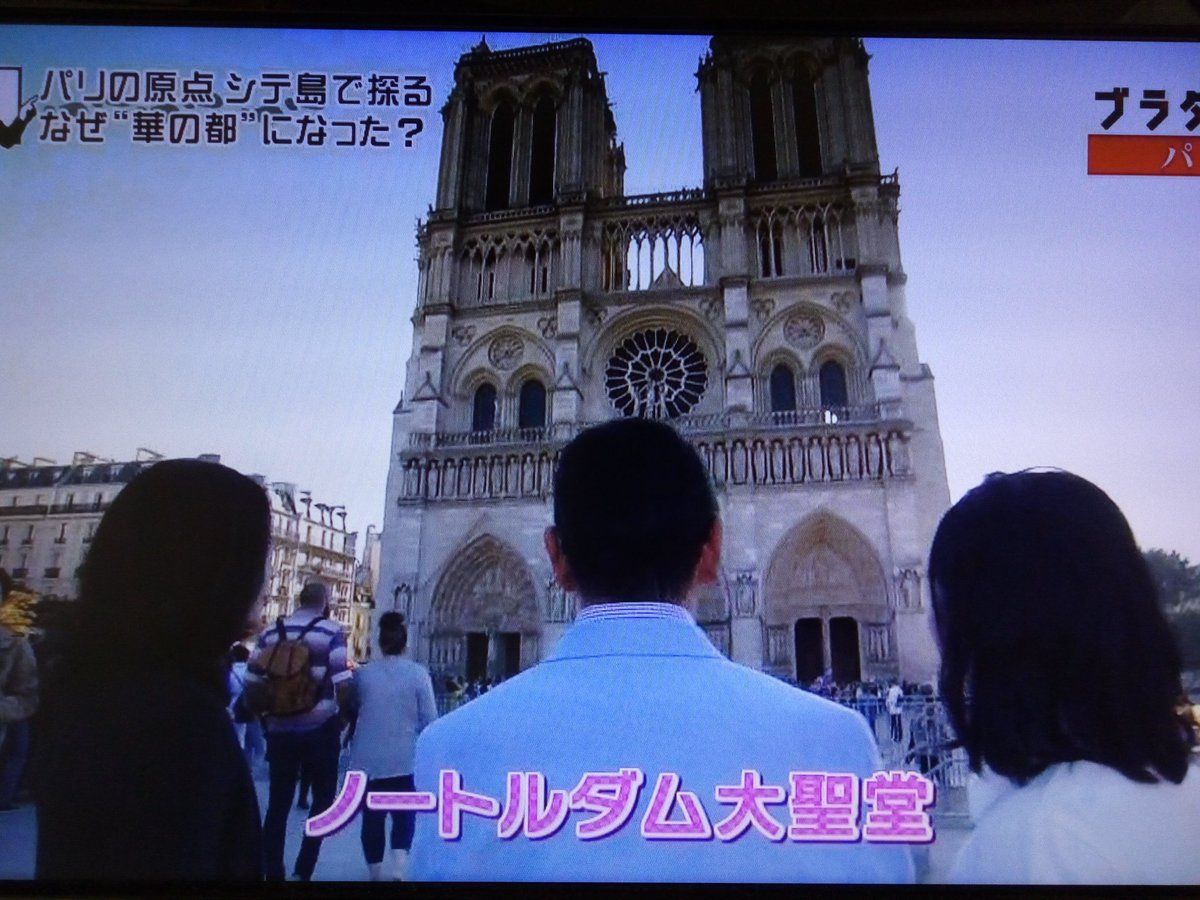 パリの原点 シテ島で探る
なぜ“華の都”になった？
ブラタ
パ
ノートルダム大聖堂